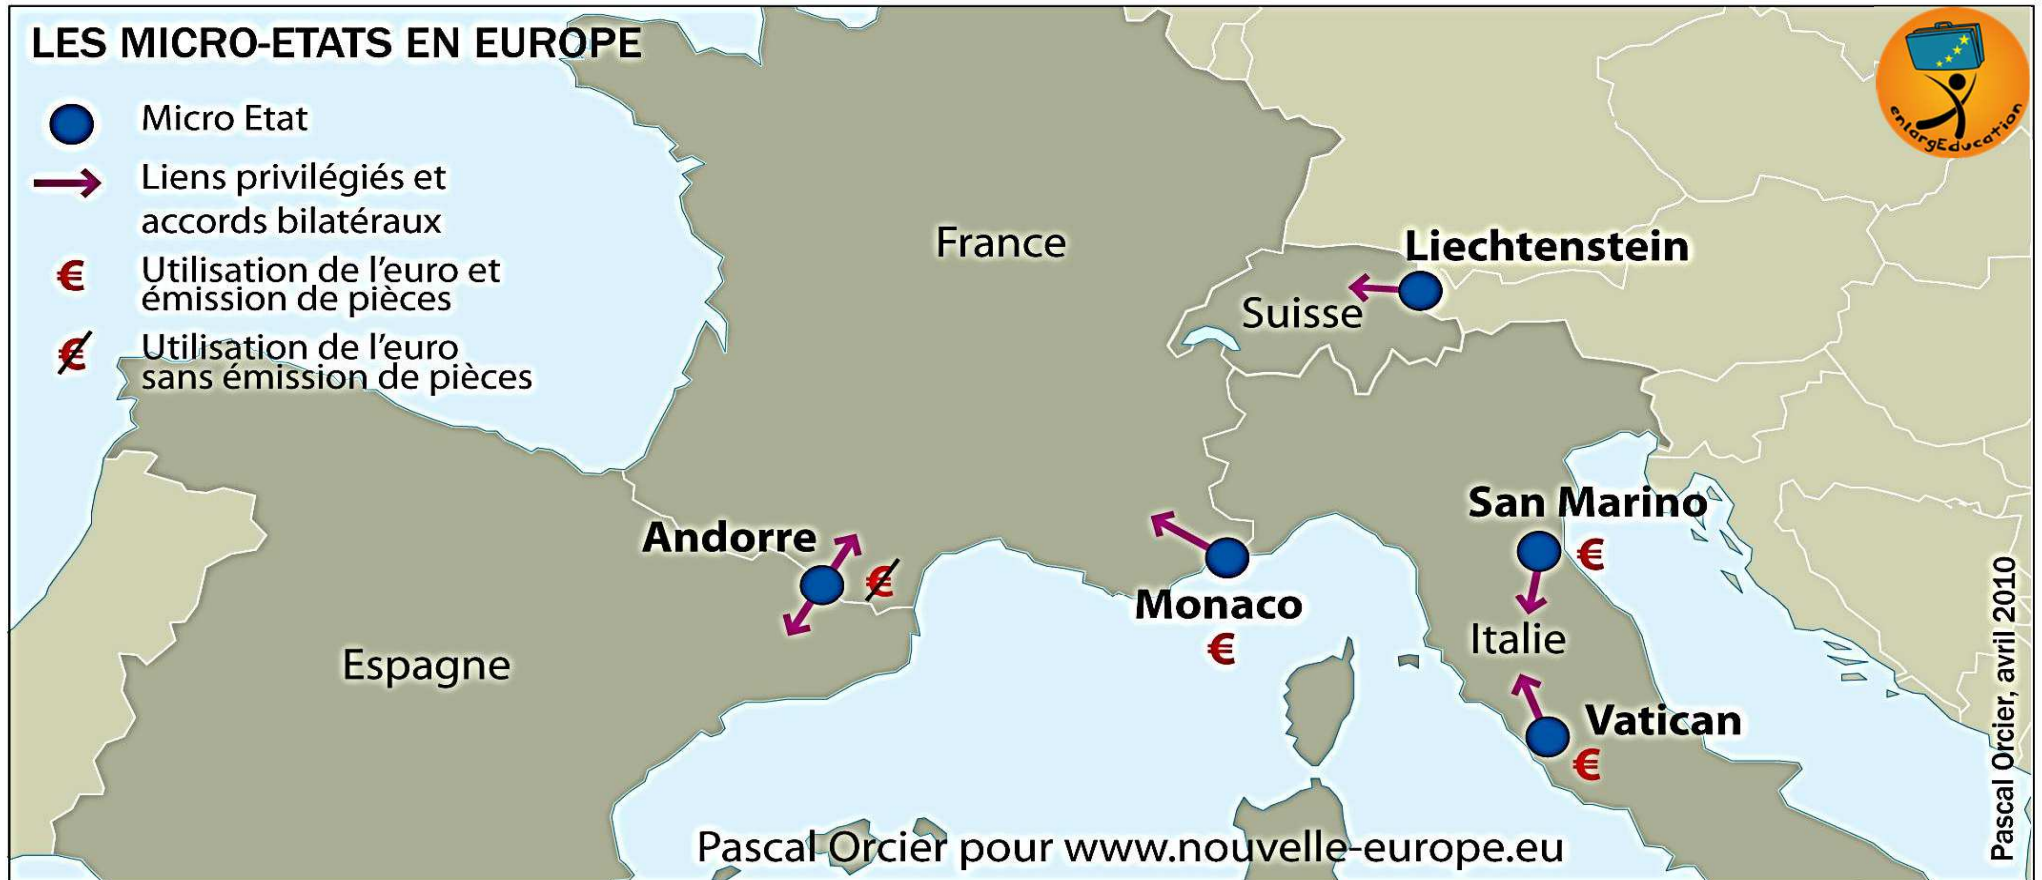 LES MICRO-ETATS EN EUROPE
Micro Etat
Liens privilégiés et
accords bilatéraux
€ Utilisation de l'euro et
émission de pièces
€ Utilisation de l'euro
sans émission de pièces
enlargEducation
France
Liechtenstein
Suisse
San Marino
€
Andorre
€
Monaco
€
Italie
Espagne
Vatican
€
Pascal Orcier, avril 2010
Pascal Orcier pour www.nouvelle-europe.eu